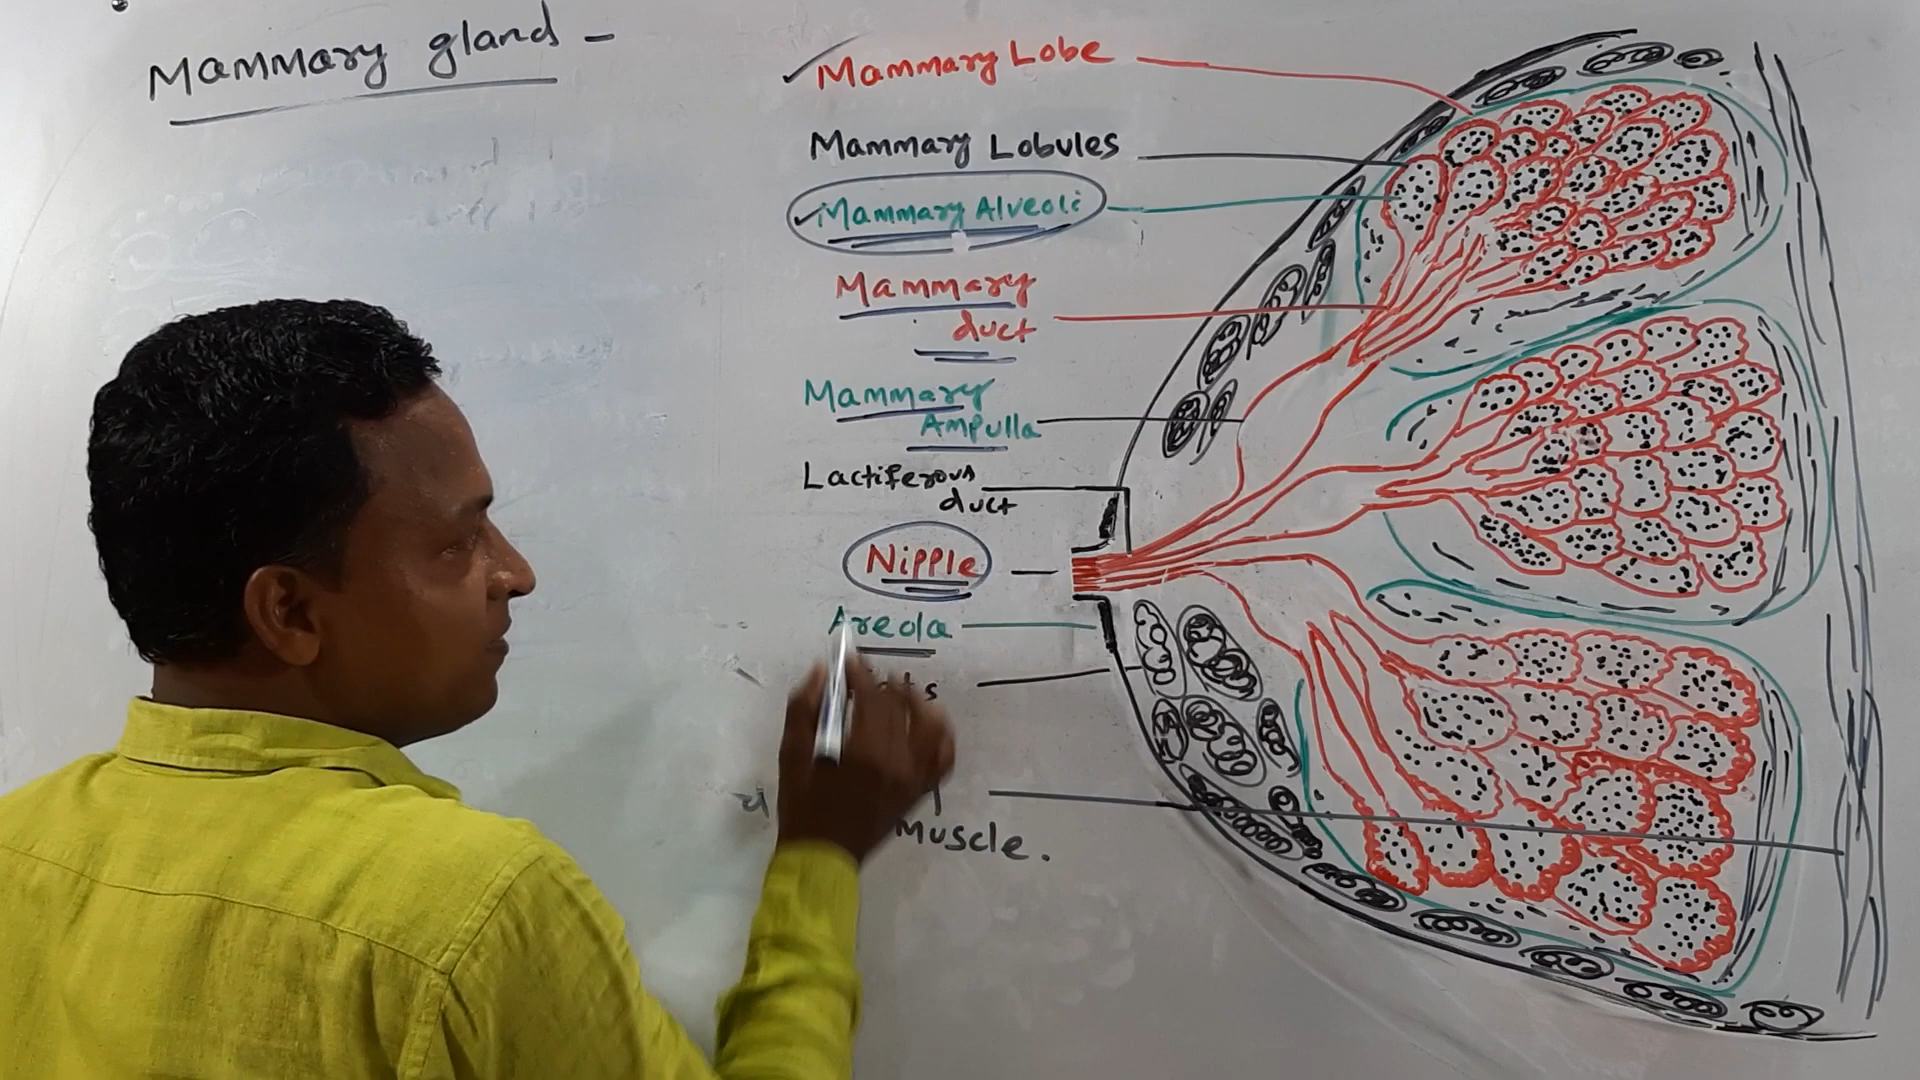 Mammary gland -
Mammary Lobe
Mammary Lobules
Mammary Alveoli
Mammary
duct
Mammary
Ampulla
Lactiferous
duct
Nipple
Areola
Muscle.